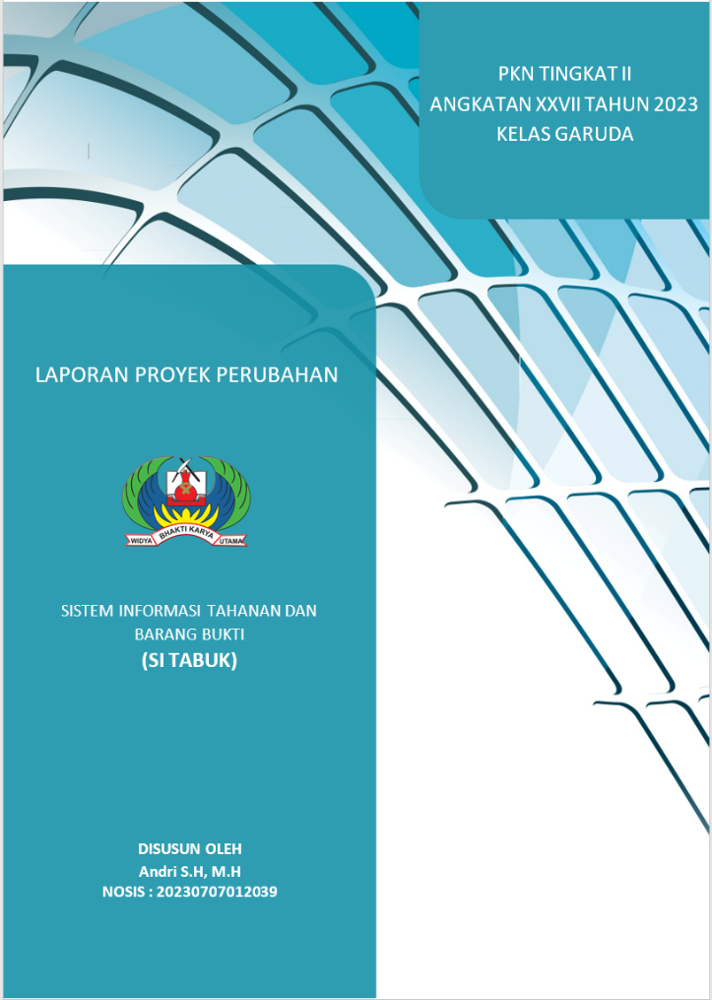 PKN TINGKAT II
ANGKATAN XXVII TAHUN 2023
KELAS GARUDA
LAPORAN PROYEK PERUBAHAN
WIDYA BHAKTI KARYA UTAMA
SISTEM INFORMASI TAHANAN DAN
BARANG BUKTI
(SI TABUK)
DISUSUN OLEH
Andri S.H, M.H
NOSIS : 20230707012039